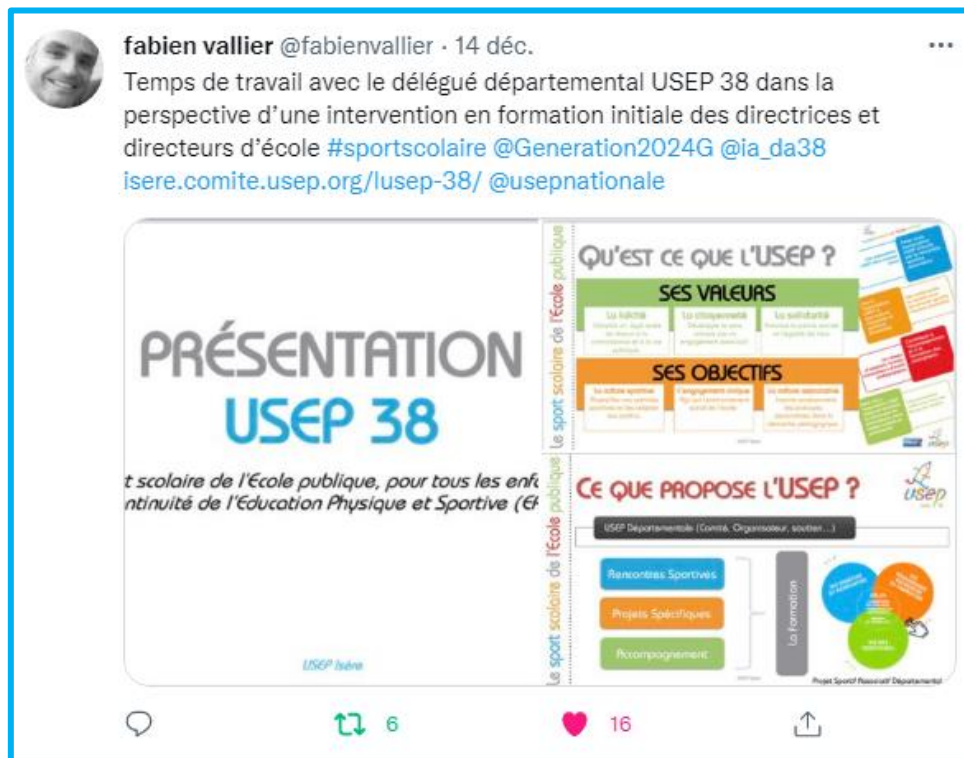 fabien vallier @fabienvallier · 14 déc.
Temps de travail avec le délégué départemental USEP 38 dans la
perspective d'une intervention en formation initiale des directrices et
directeurs d'école #sportscolaire @Generation2024G @ia_da38
isere.comite.usep.org/lusep-38/ @usepnationale
PRÉSENTATION
USEP 38
t scolaire de l'Ecole publique, pour tous les enfa
ntinuité de l'Education Physique et Sportive (EP
USEP Isère
Le sport scolaire de l'École publique
QU'EST CE QUE L'USEP ?
SES VALEURS
La laïcité
La citoyenneté
La solidarité
SES OBJECTIFS
La culture sportive
L'engagement civique
La culture associative
Le sport scolaire de l'École publique
CE QUE PROPOSE L'USEP ?
usep
USEP Départementale (Comité, Organisateur, soutien...)
Rencontres Sportives
Projets Spécifiques
Accompagnement
La Formation
Projet Sportif Associatif Départemental
6
16